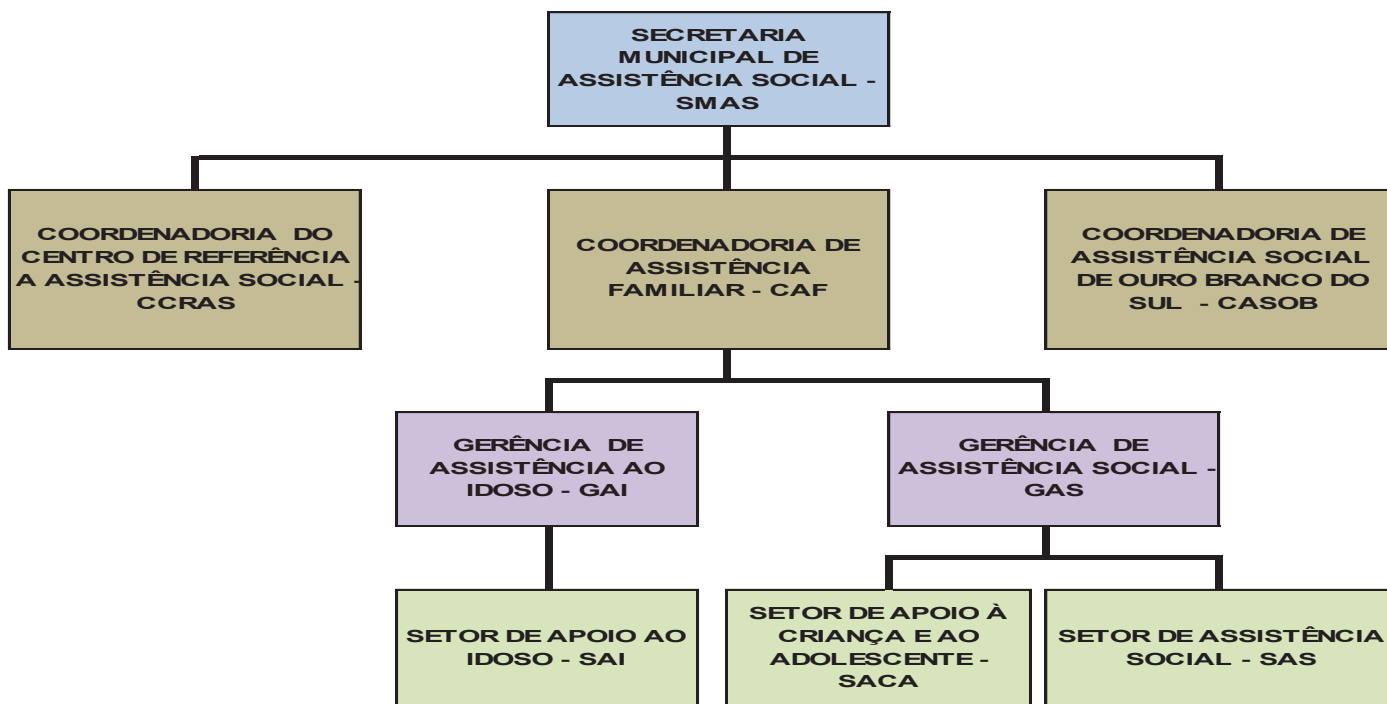 SECRETARIA
MUNICIPAL DE
ASSISTÊNCIA SOCIAL -
SMAS
COORDENADORIA DO
CENTRO DE REFERÊNCIA
A ASSISTÊNCIA SOCIAL -
CCRAS
COORDENADORIA DE
ASSISTÊNCIA
FAMILIAR - CAF
COORDENADORIA DE
ASSISTÊNCIA SOCIAL
DE OURO BRANCO DO
SUL - CASOB
GERÊNCIA DE
ASSISTÊNCIA AO
IDOSO - GAI
GERÊNCIA DE
ASSISTÊNCIA SOCIAL -
GAS
SETOR DE APOIO AO
IDOSO - SAI
SETOR DE APOIO À
CRIANÇA E AO
ADOLESCENTE -
SACA
SETOR DE ASSISTÊNCIA
SOCIAL - SAS